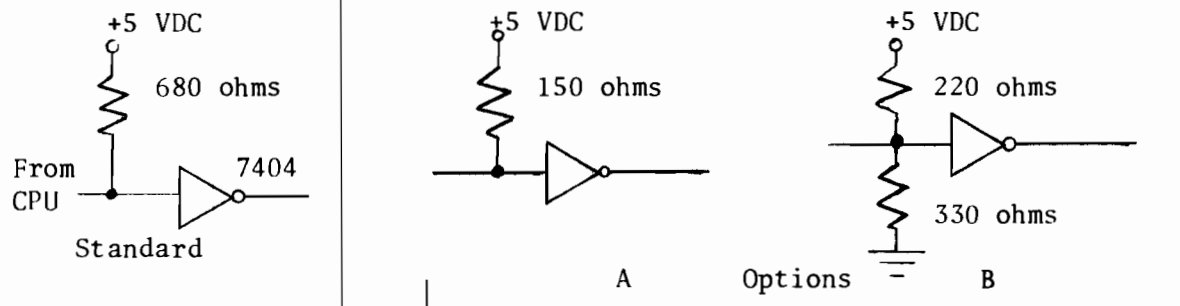 +5 VDC
680 ohms
From
CPU
7404
Standard
+5 VDC
150 ohms
A
Options
+5 VDC
220 ohms
330 ohms
B